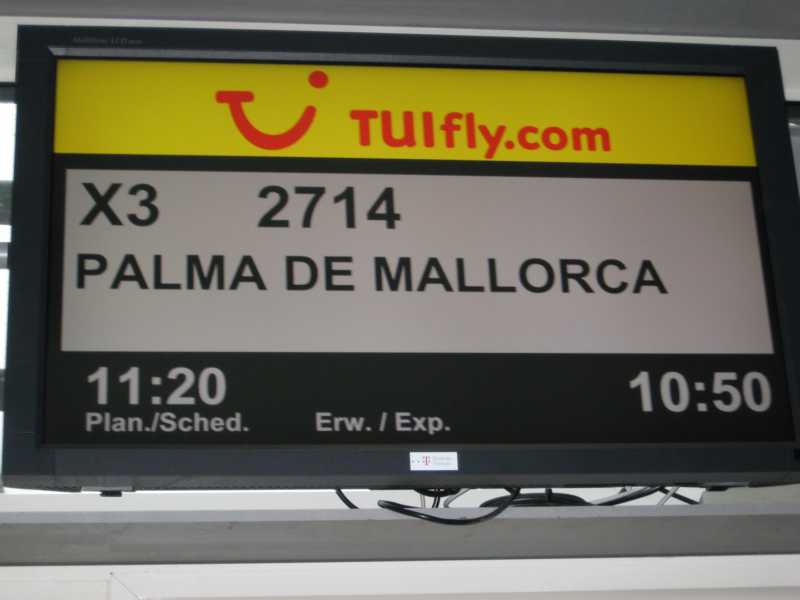 TUIfly.com
X3 2714
PALMA DE MALLORCA
11:20 10:50
Plan./Sched. Erw. / Exp.